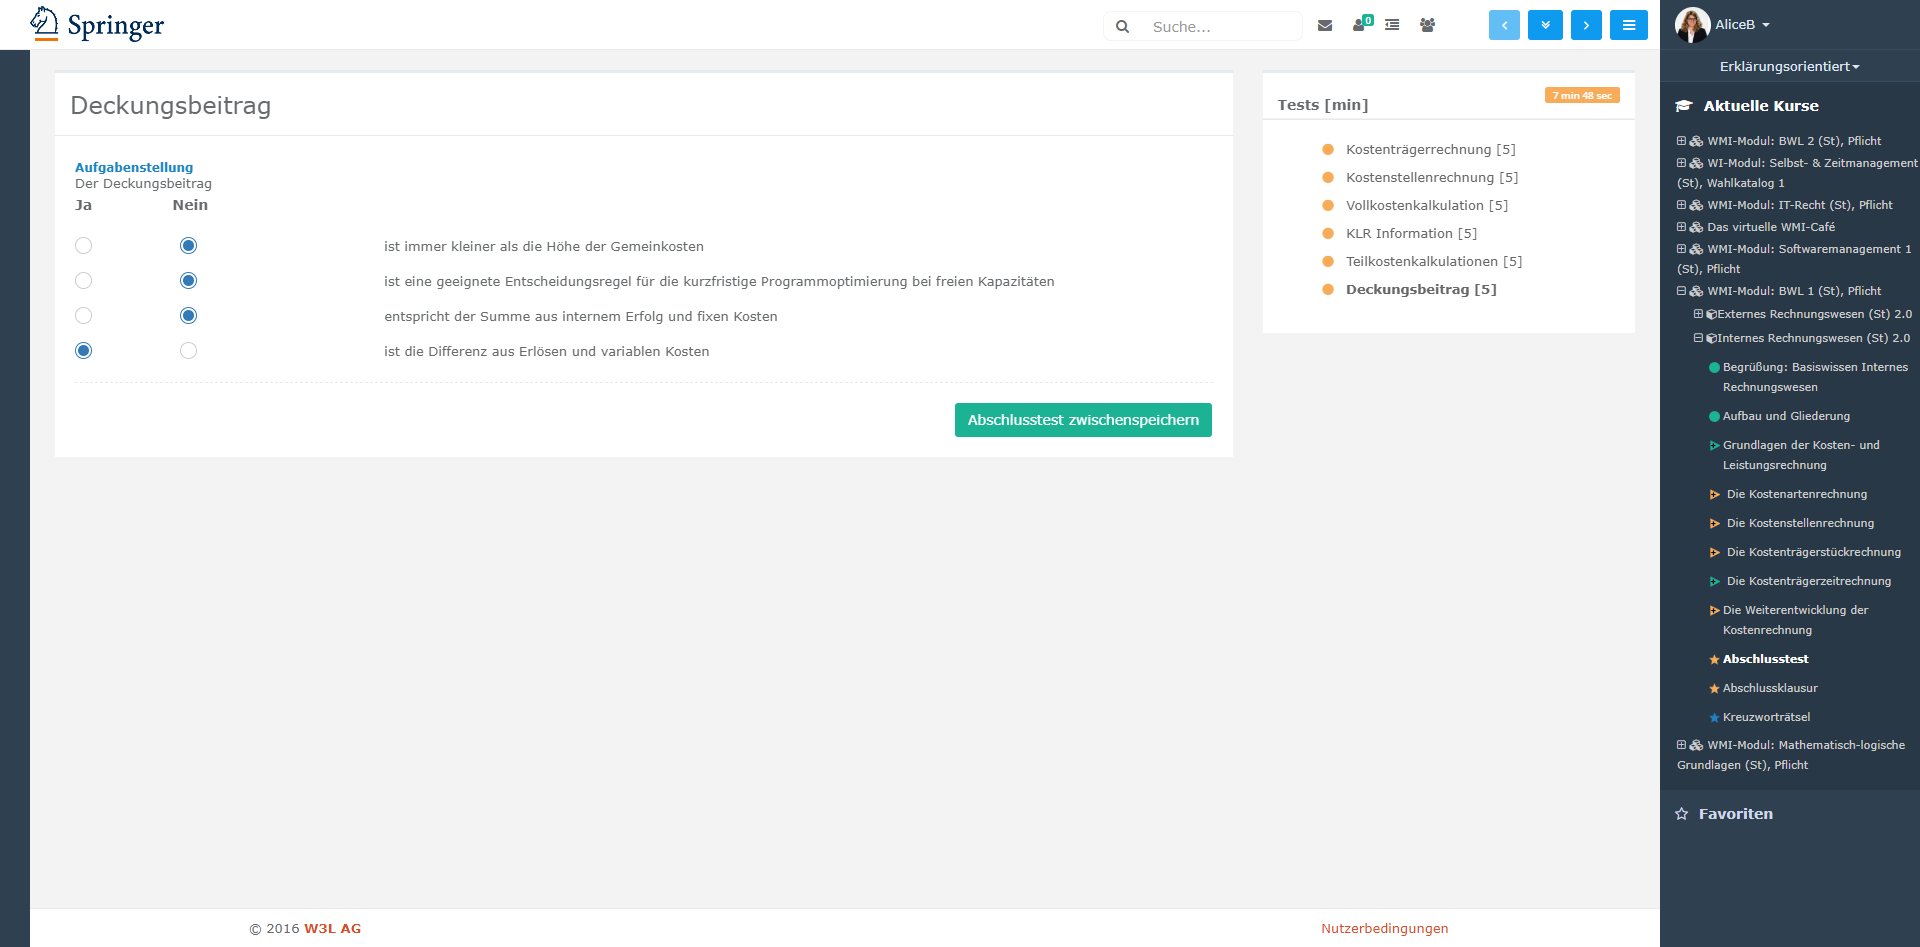 Springer
Suche...
0
AliceB
Erklärungsorientiert
Deckungsbeitrag
Aufgabenstellung
Der Deckungsbeitrag
Ja Nein
ist immer kleiner als die Höhe der Gemeinkosten
ist eine geeignete Entscheidungsregel für die kurzfristige Programmoptimierung bei freien Kapazitäten
entspricht der Summe aus internem Erfolg und fixen Kosten
ist die Differenz aus Erlösen und variablen Kosten
Abschlusstest zwischenspeichern
Tests [min]
7 min 48 sec
Kostenträgerrechnung [5]
Kostenstellenrechnung [5]
Vollkostenkalkulation [5]
KLR Information [5]
Teilkostenkalkulationen [5]
Deckungsbeitrag [5]
Aktuelle Kurse
WMI-Modul: BWL 2 (St), Pflicht
WI-Modul: Selbst- & Zeitmanagement
(St), Wahlkatalog 1
WMI-Modul: IT-Recht (St), Pflicht
Das virtuelle WMI-Café
WMI-Modul: Softwaremanagement 1
(St), Pflicht
WMI-Modul: BWL 1 (St), Pflicht
Externes Rechnungswesen (St) 2.0
Internes Rechnungswesen (St) 2.0
Begrüßung: Basiswissen Internes
Rechnungswesen
Aufbau und Gliederung
Grundlagen der Kosten- und
Leistungsrechnung
Die Kostenartenrechnung
Die Kostenstellenrechnung
Die Kostenträgerstückrechnung
Die Kostenträgerzeitrechnung
Die Weiterentwicklung der
Kostenrechnung
Abschlusstest
Abschlussklausur
Kreuzworträtsel
WMI-Modul: Mathematisch-logische
Grundlagen (St), Pflicht
Favoriten
© 2016 W3L AG
Nutzerbedingungen